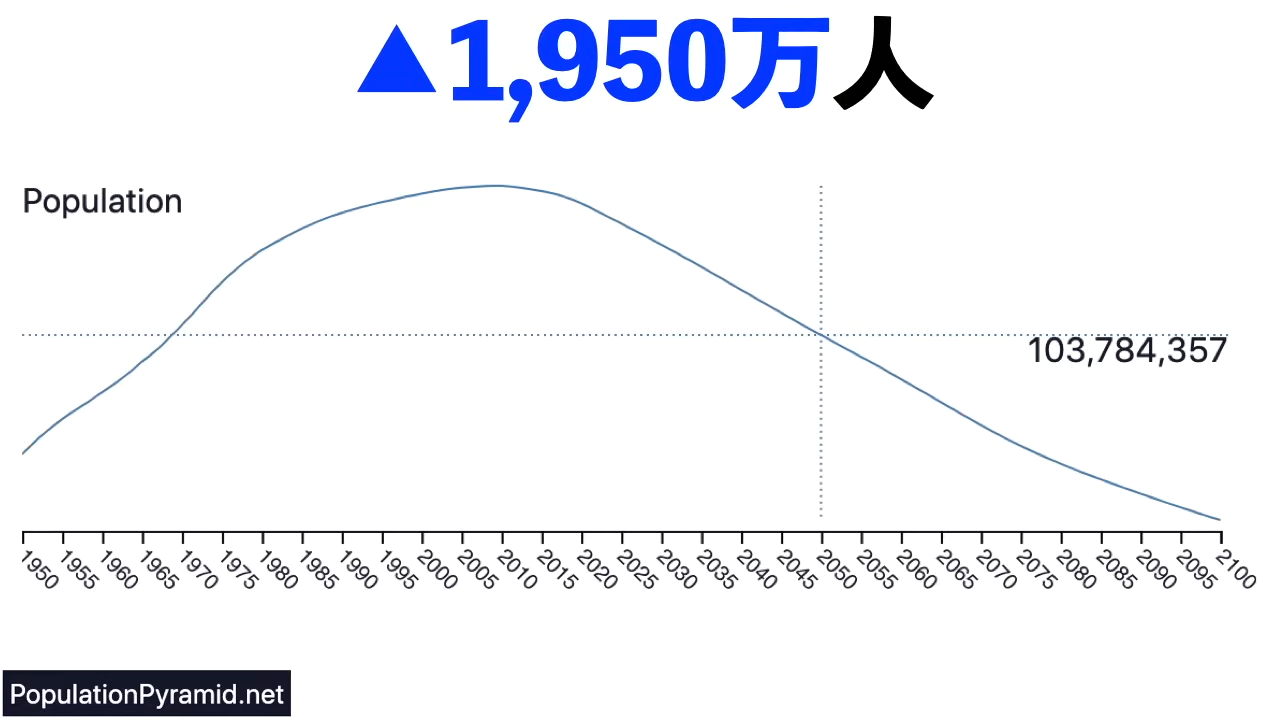 ▲1,950万人
Population
103,784,357
1950 1955 1960 1965 1970 1975 1980 1985 1990 1995 2000 2005 2010 2015 2020 2025 2030 2035 2040 2045 2050 2055 2060 2065 2070 2075 2080 2085 2090 2095 2100
PopulationPyramid.net